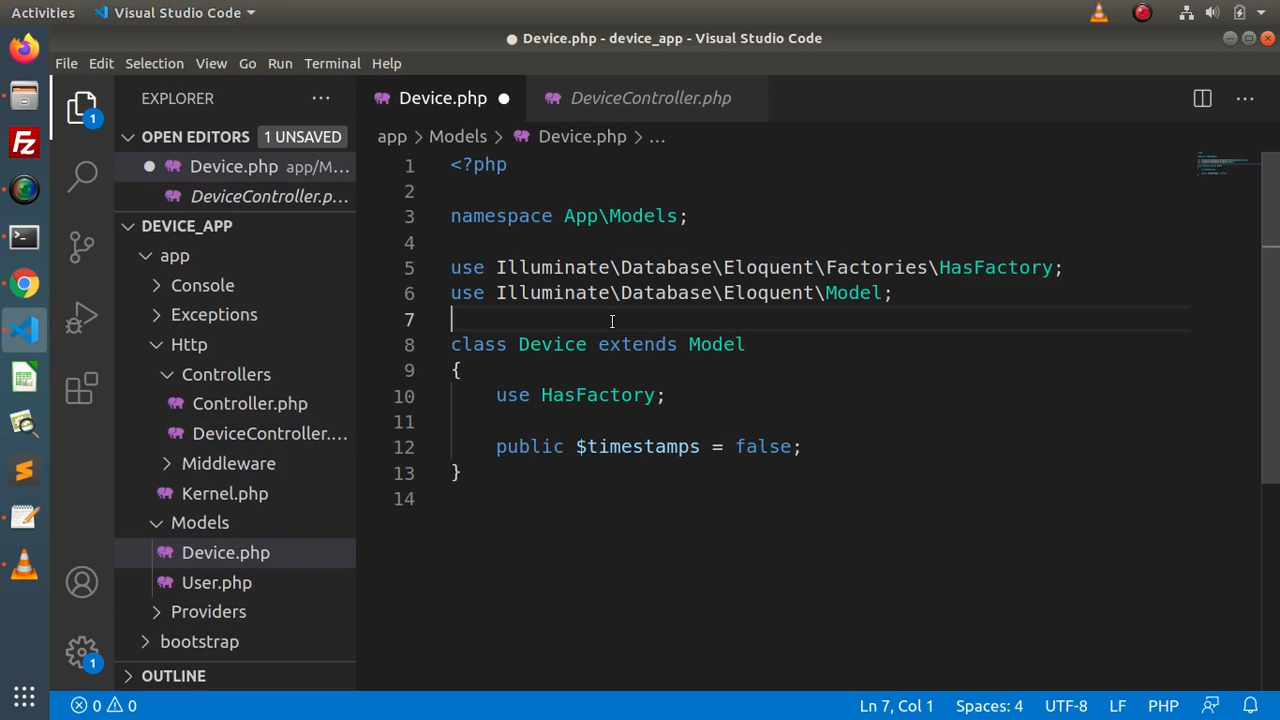 Activities
Visual Studio Code
Device.php - device_app - Visual Studio Code
File Edit Selection View Go Run Terminal Help
1
EXPLORER
OPEN EDITORS 1 UNSAVED
Device.php app/M...
DeviceController.p...
DEVICE_APP
app
Console
Exceptions
Http
Controllers
Controller.php
DeviceController....
Middleware
Kernel.php
Models
Device.php
User.php
Providers
bootstrap
OUTLINE
1
Device.php
DeviceController.php
app > Models > Device.php > ...
1 <?php
2
3 namespace App\Models;
4
5 use Illuminate\Database\Eloquent\Factories\HasFactory;
6 use Illuminate\Database\Eloquent\Model;
7
8 class Device extends Model
9 {
10 use HasFactory;
11
12 public $timestamps = false;
13 }
14
0 0 Ln 7, Col 1 Spaces: 4 UTF-8 LF PHP